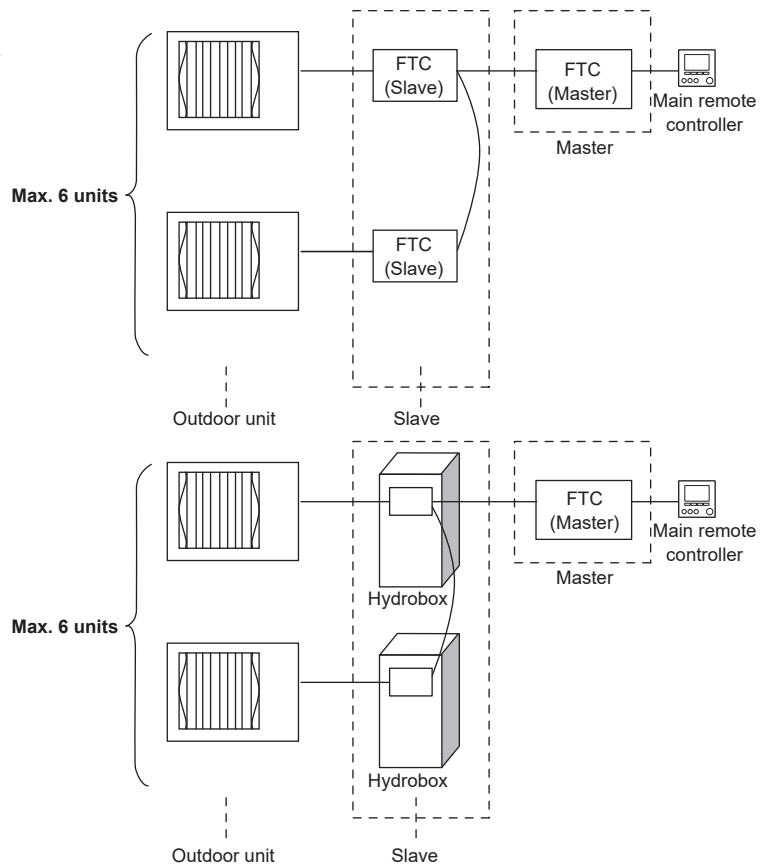 FTC
(Slave)
FTC
(Master)
Main remote
controller
Master
Max. 6 units
FTC
(Slave)
Outdoor unit
Slave
FTC
(Master)
Main remote
controller
Master
Hydrobox
Max. 6 units
Hydrobox
Outdoor unit
Slave